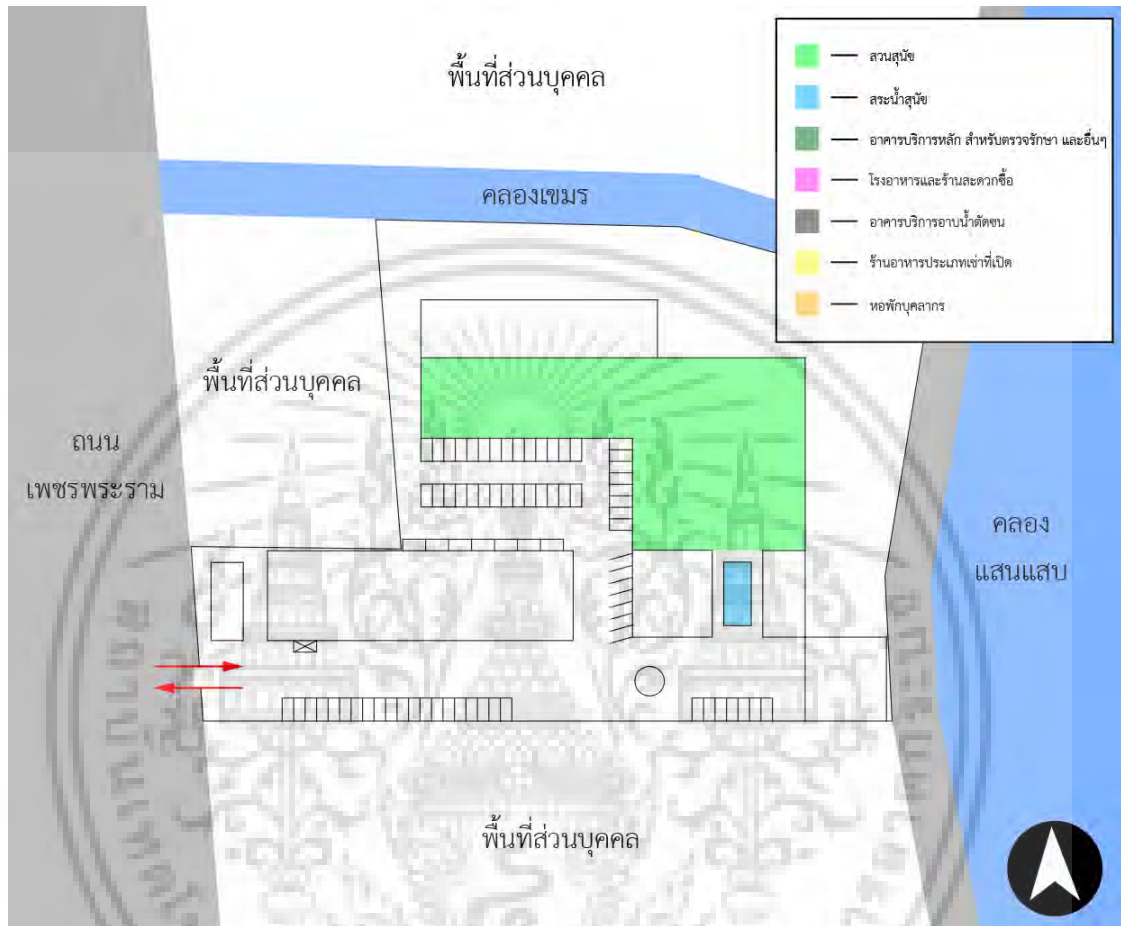 พื้นที่ส่วนบุคคล
สวนสุนัข
สระน้ำสุนัข
อาคารบริการหลัก สำหรับตรวจรักษา และอื่นๆ
โรงอาหารและร้านสะดวกซื้อ
อาคารบริการอาบน้ำตัดขน
ร้านอาหารประเภทเช่าที่เปิด
หอพักบุคลากร
คลองเขมร
พื้นที่ส่วนบุคคล
ถนน
เพชรพระราม
คลอง
แสนแสบ
พื้นที่ส่วนบุคคล